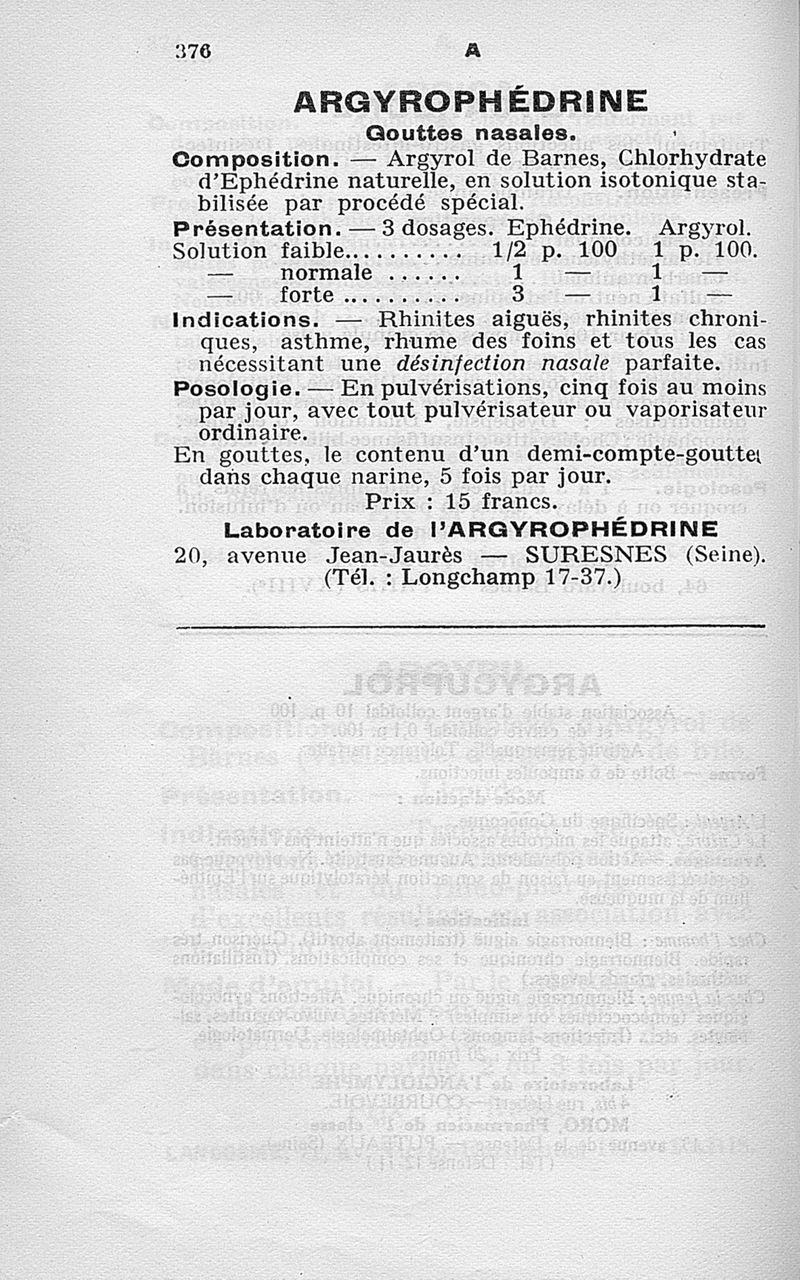 376 A
ARGYROPHÉDRINE
Gouttes nasales.
Composition. — Argyrol de Barnes, Chlorhydrate
d'Ephédrine naturelle, en solution isotonique sta-
bilisée par procédé spécial.
Présentation. — 3 dosages. Ephédrine. Argyrol.
Solution faible........... 1/2 p. 100 1 p. 100.
— normale ...... 1 — 1 —
— forte .......... 3 — 1 —
Indications. — Rhinites aiguës, rhinites chroni-
ques, asthme, rhume des foins et tous les cas
nécessitant une désinfection nasale parfaite.
Posologie. — En pulvérisations, cinq fois au moins
par jour, avec tout pulvérisateur ou vaporisateur
ordinaire.
En gouttes, le contenu d'un demi-compte-gouttes
dans chaque narine, 5 fois par jour.
Prix : 15 francs.
Laboratoire de l'ARGYROPHÉDRINE
20, avenue Jean-Jaurès — SURESNES (Seine).
(Tél. : Longchamp 17-37.)